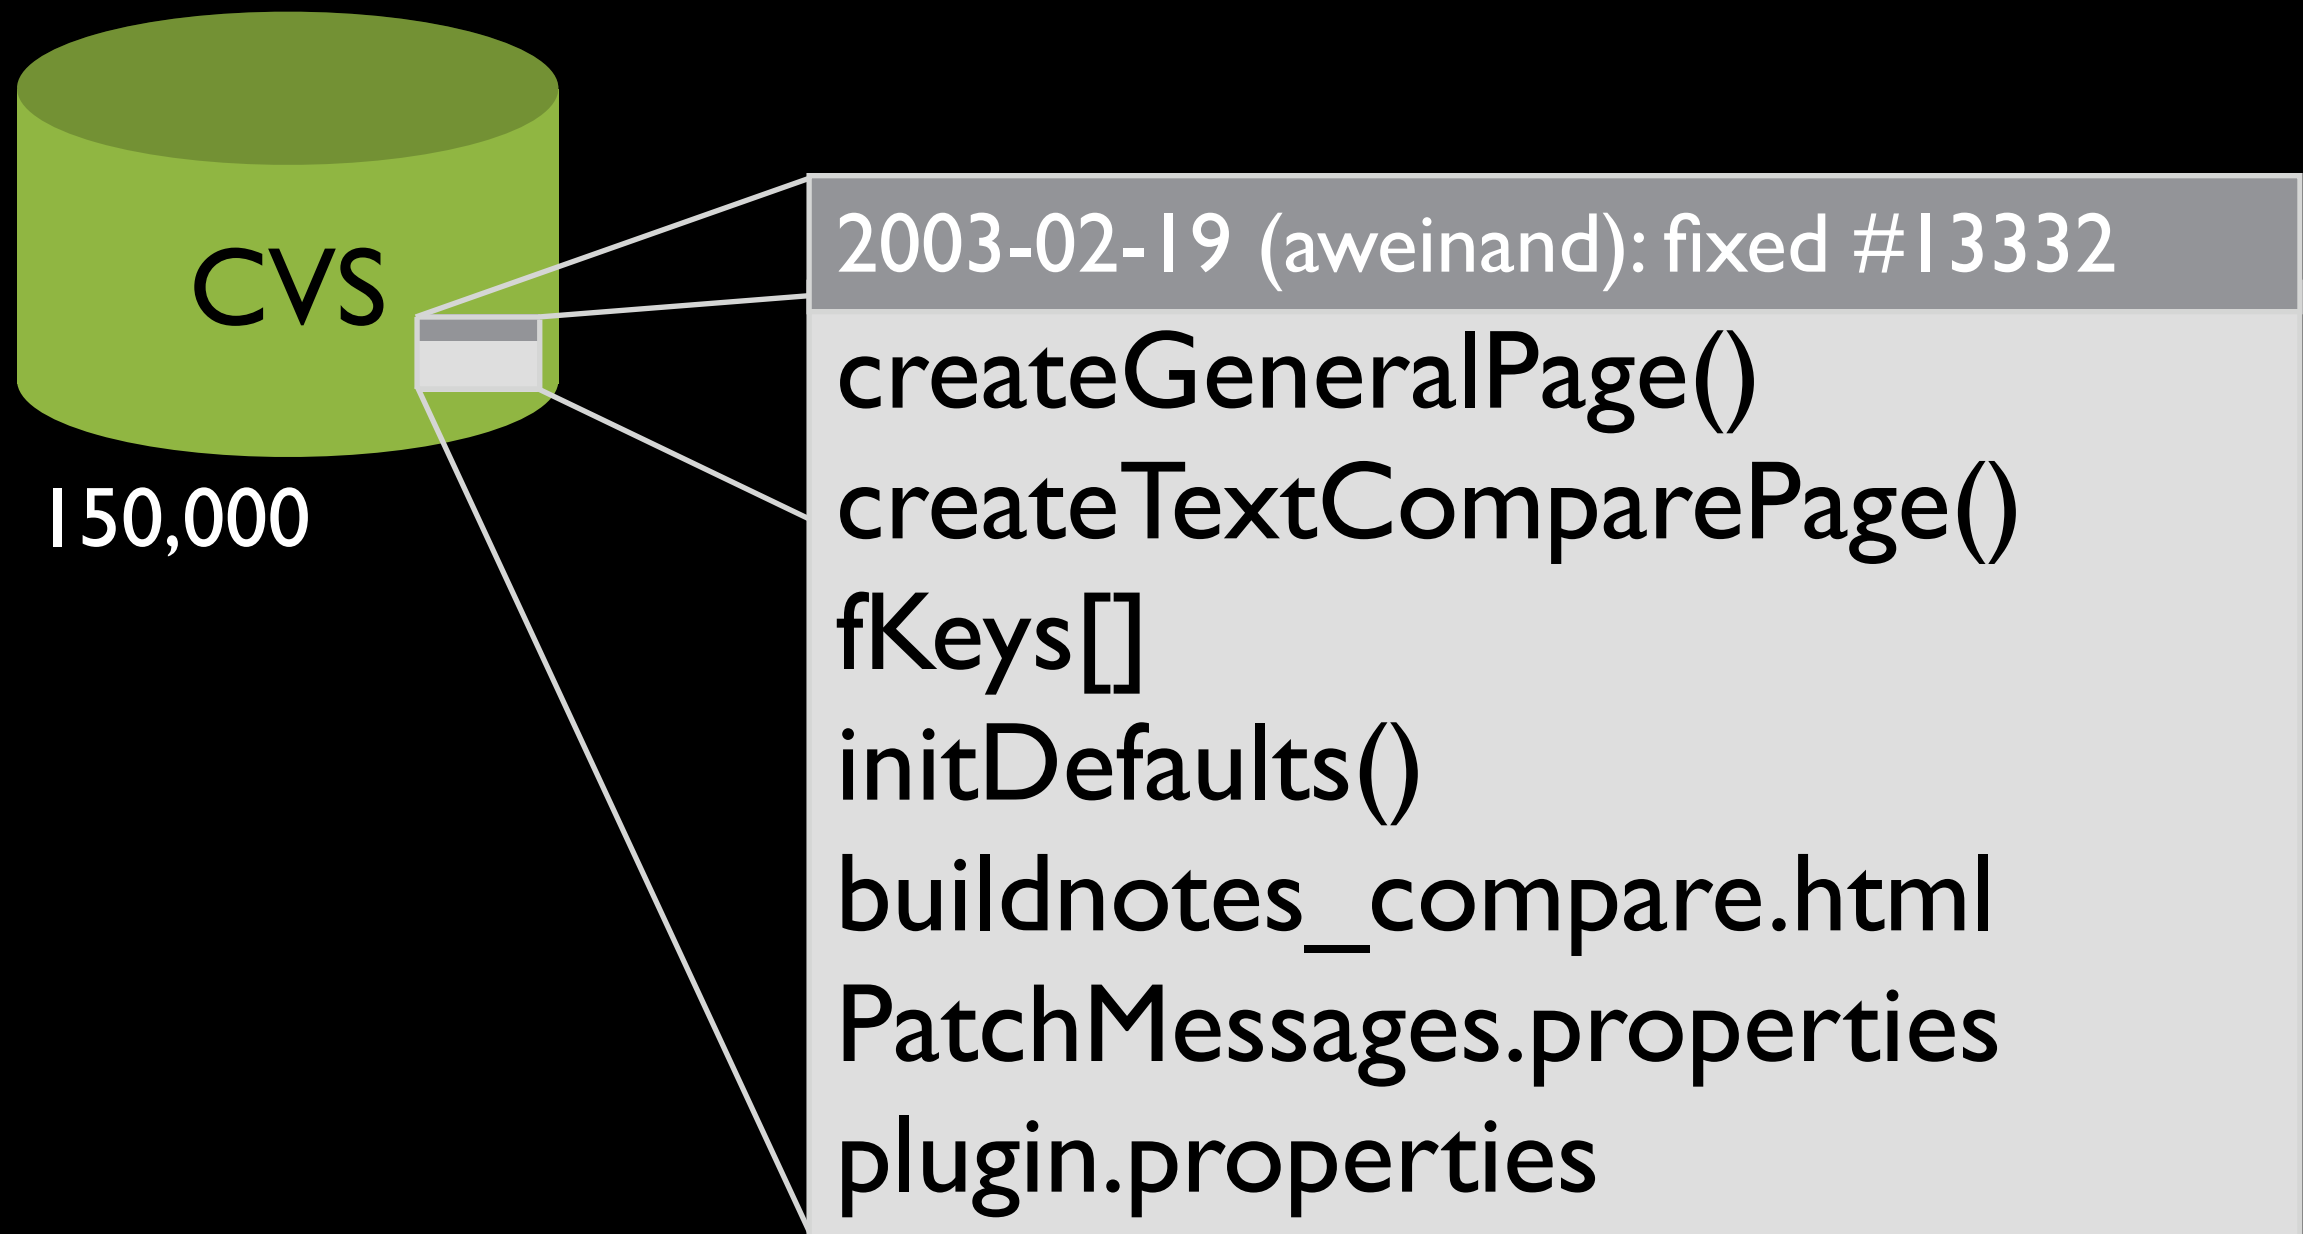 CVS
150,000
2003-02-19 (aweinand): fixed #13332
createGeneralPage()
createTextComparePage()
fKeys[]
initDefaults()
buildnotes_compare.html
PatchMessages.properties
plugin.properties